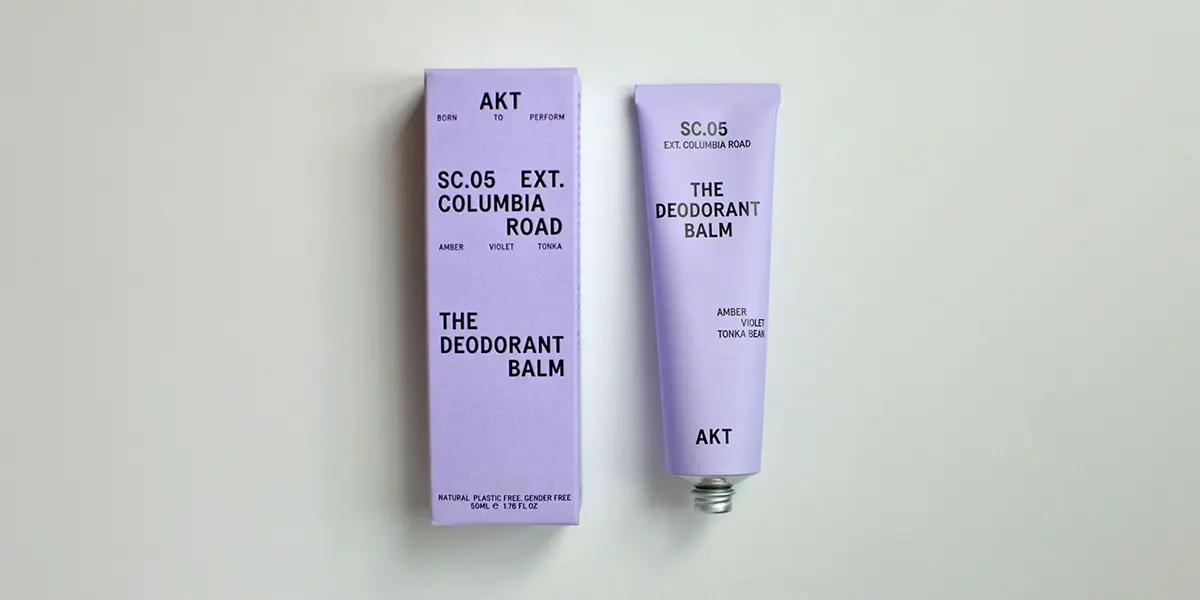 AKT
BORN TO PERFORM
SC.05 EXT.
COLUMBIA
ROAD
AMBER VIOLET TONKA
THE
DEODORANT
BALM
NATURAL PLASTIC FREE. GENDER FREE
50ML e 1.76 FL OZ
SC.05
EXT. COLUMBIA ROAD
THE
DEODORANT
BALM
AMBER
VIOLET
TONKA BEAN
AKT